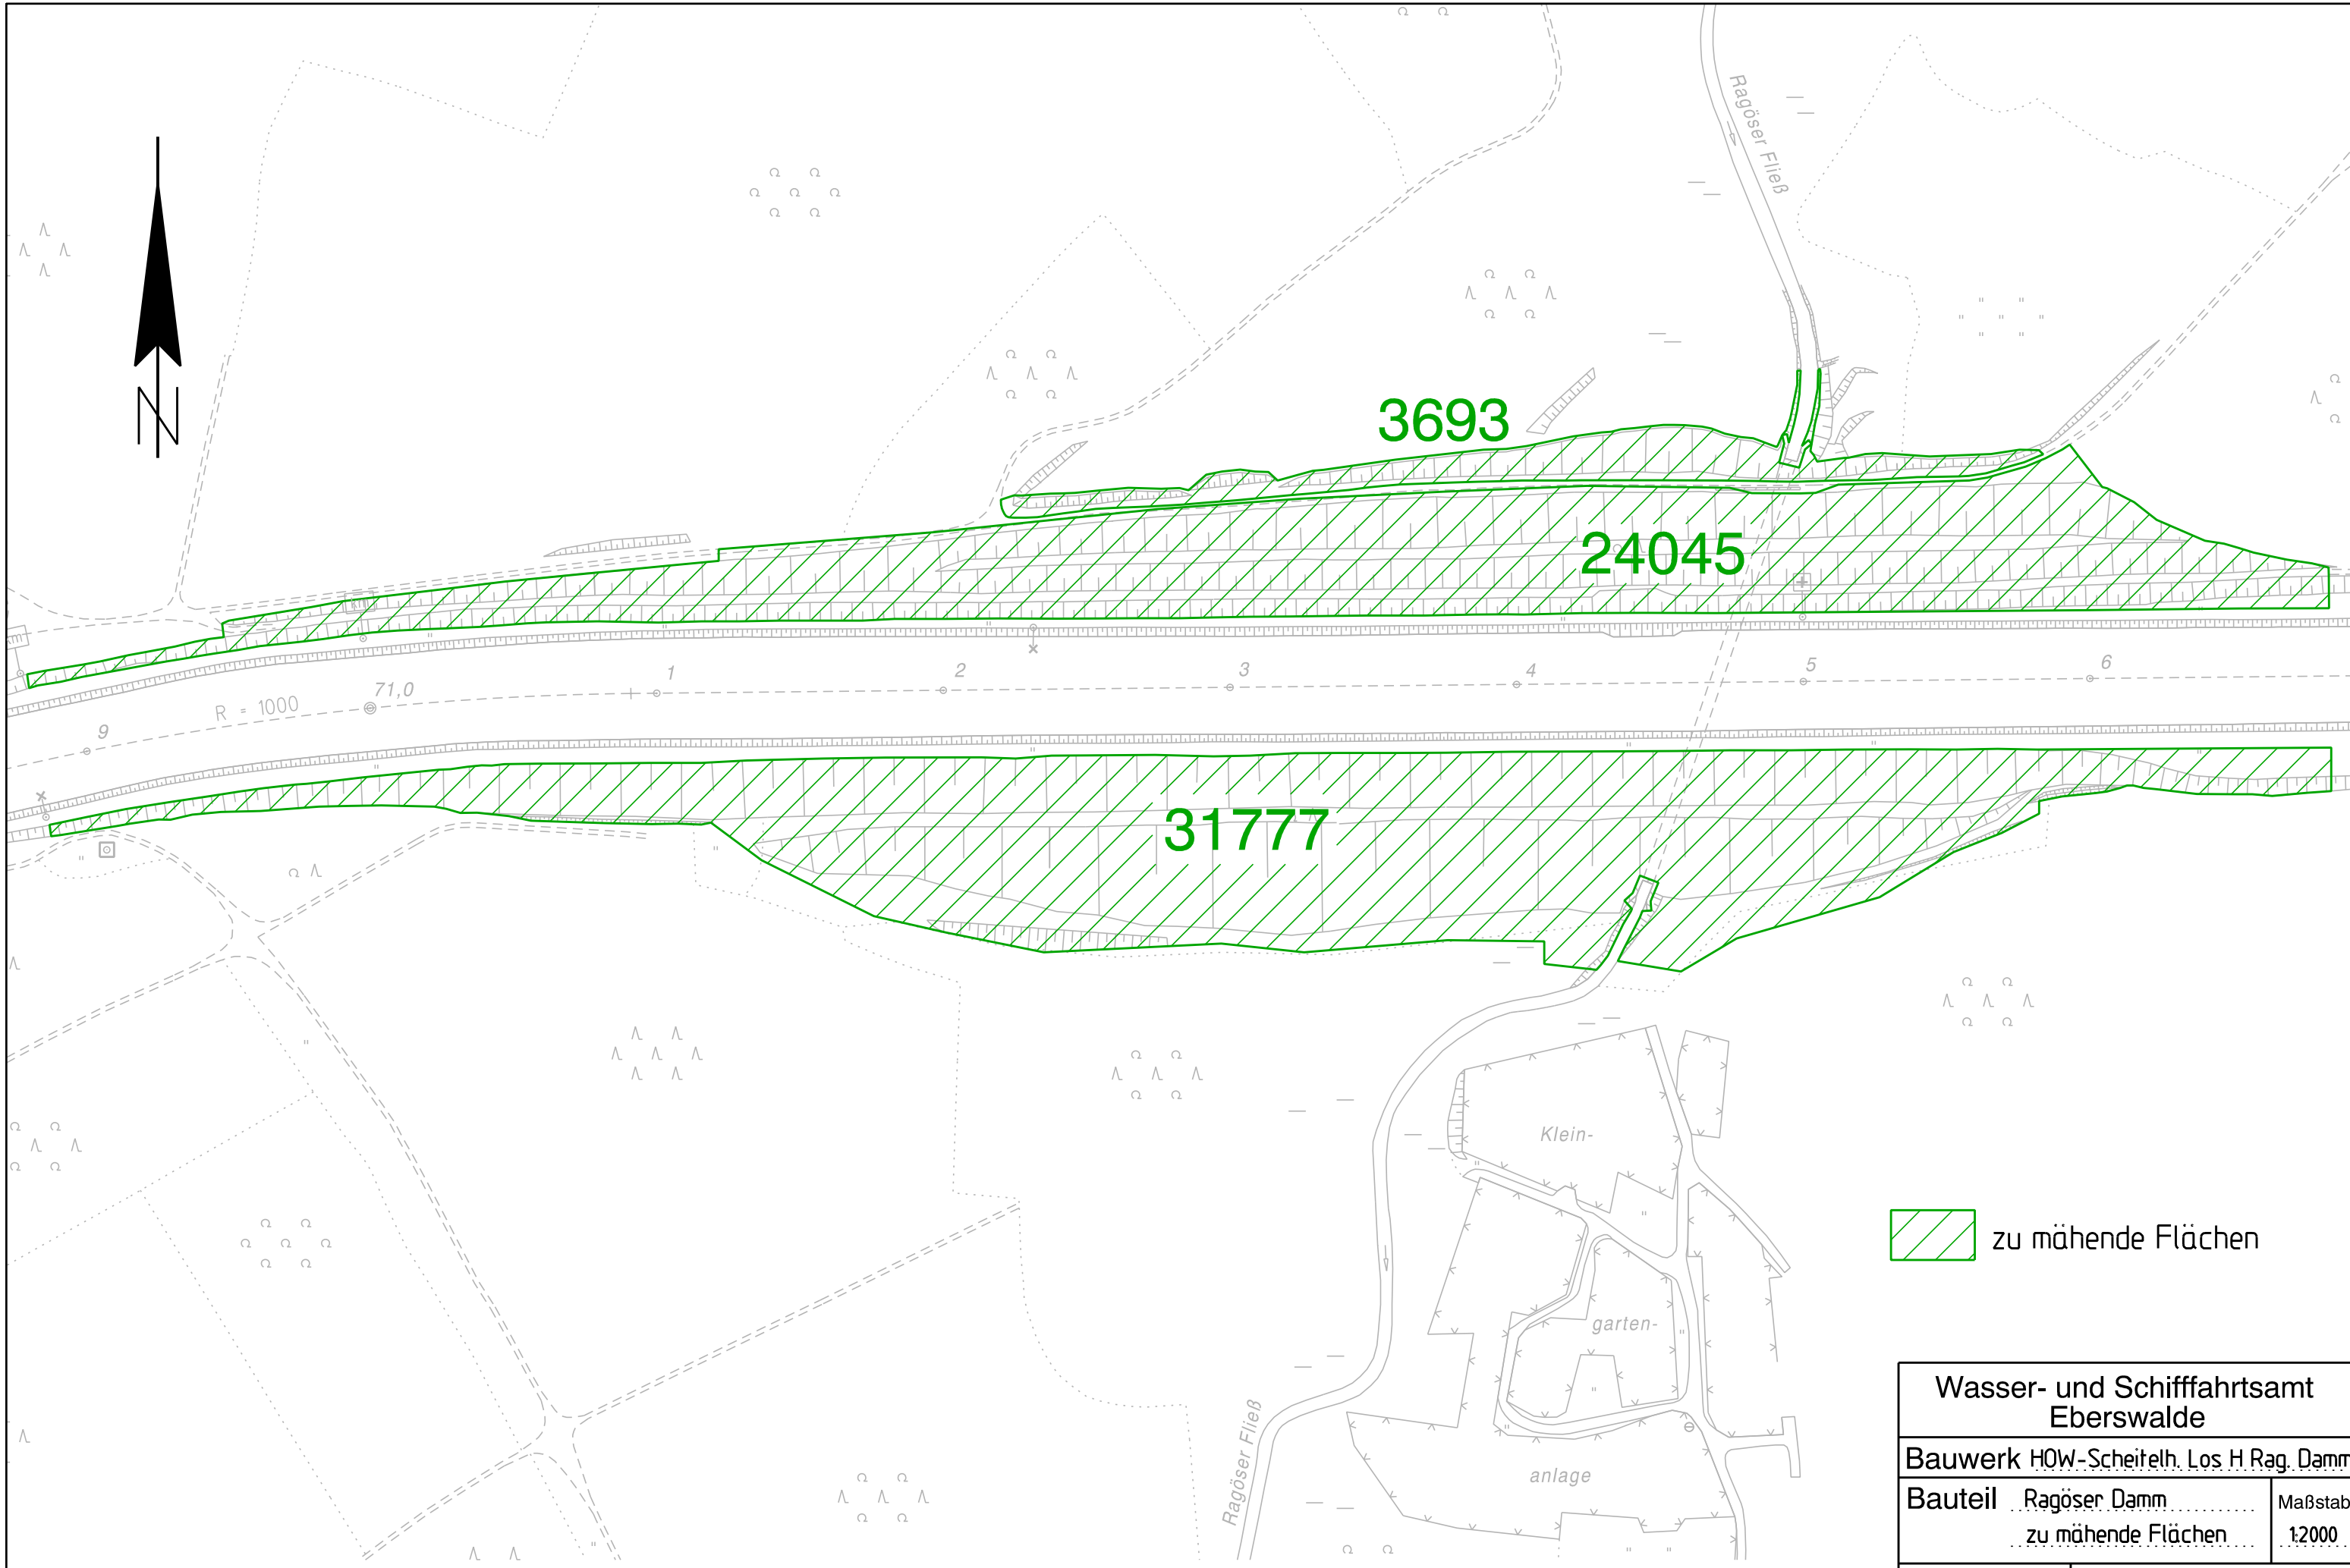 Ragöser Fließ
N
3693
24045
km
m
1
2
3
4
5
6
71,0
R = 1000
9
31777
Klein-
garten-
anlage
Ragöser Fließ
zu mähende Flächen
Wasser- und Schifffahrtsamt
Eberswalde
Bauwerk HOW-Scheitelh. Los H Rag. Damm
Bauteil Ragöser Damm
Maßstab
zu mähende Flächen
1:2000